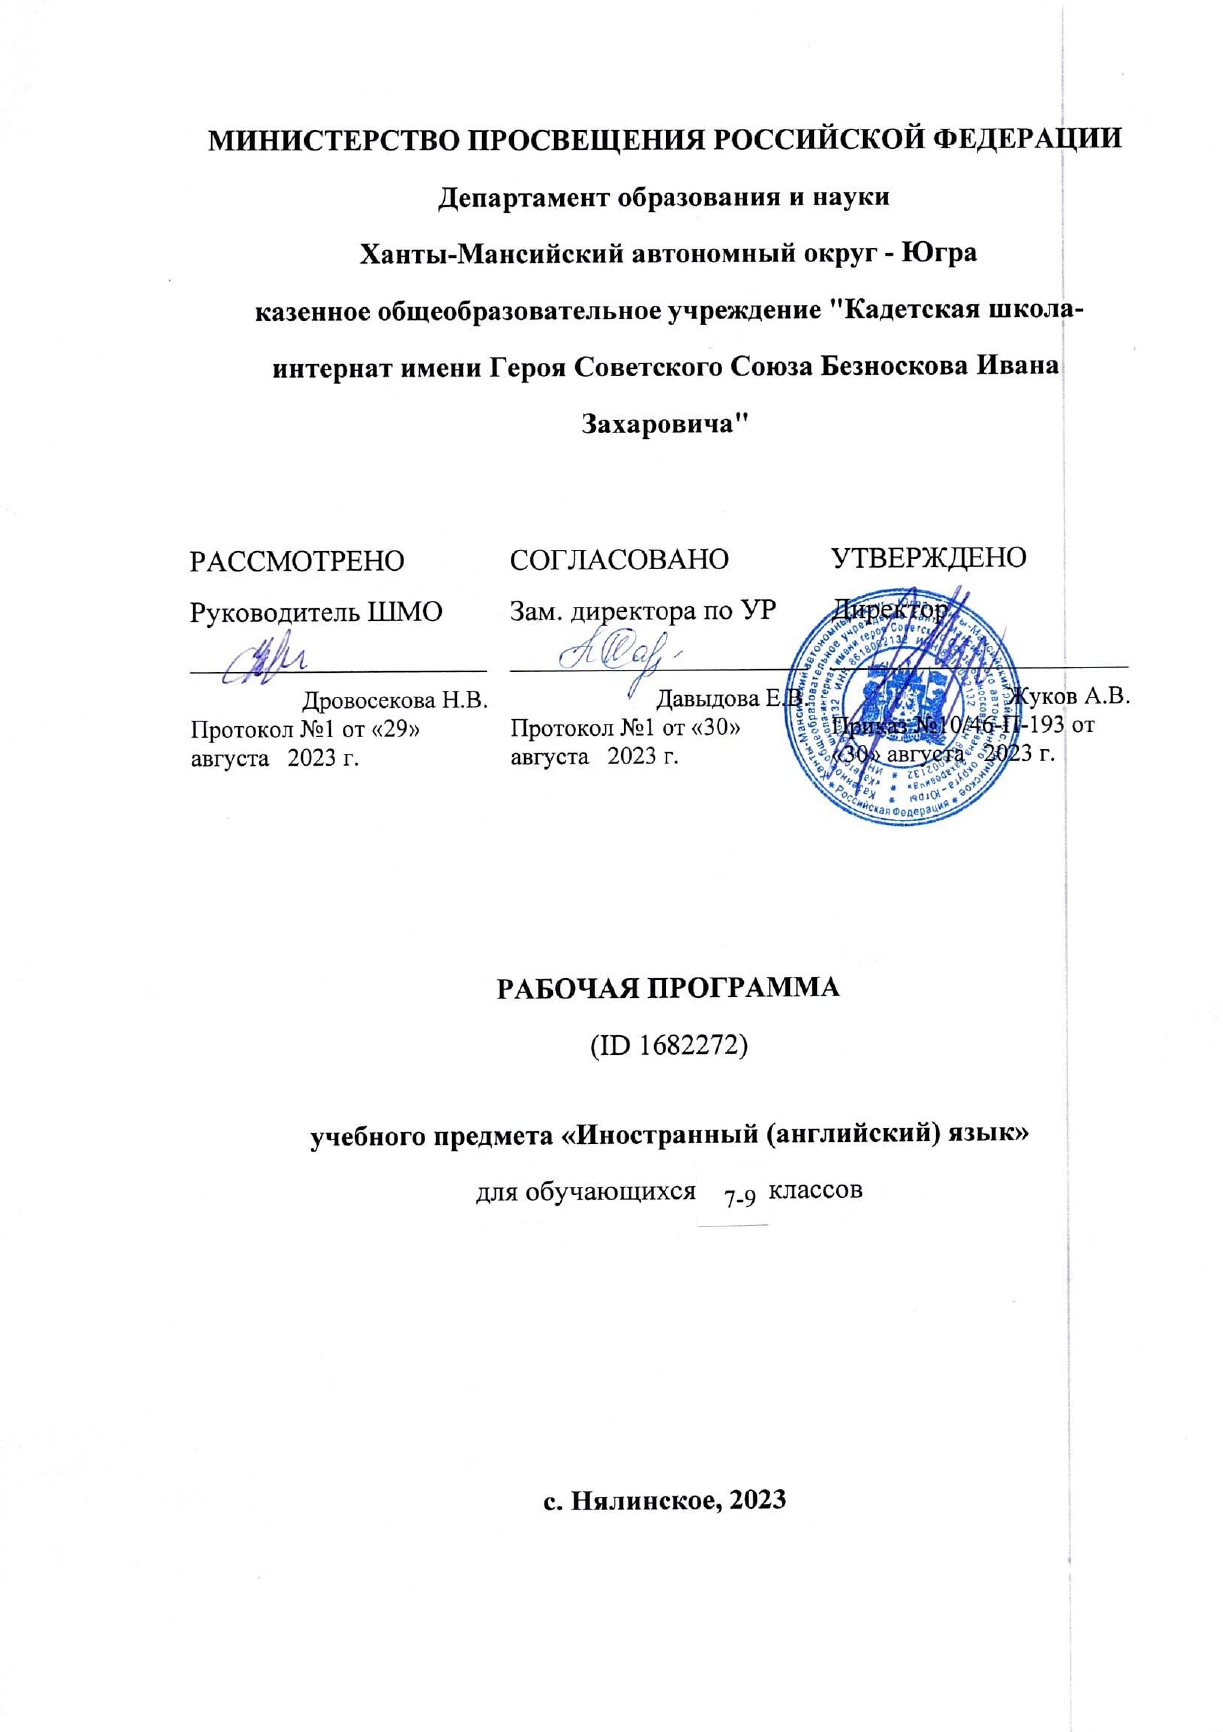 МИНИСТЕРСТВО ПРОСВЕЩЕНИЯ РОССИЙСКОЙ ФЕДЕРАЦИИ
Департамент образования и науки
Ханты-Мансийский автономный округ - Югра
казенное общеобразовательное учреждение "Кадетская школа-
интернат имени Героя Советского Союза Безноскова Ивана
Захаровича"
РАССМОТРЕНО
Руководитель ШМО
Дровосекова Н.В.
Протокол №1 от «29»
августа 2023 г.
СОГЛАСОВАНО
Зам. директора по УР
Давыдова Е.В.
Протокол №1 от «30»
августа 2023 г.
УТВЕРЖДЕНО
Директор
Жуков А.В.
Приказ №10/46-П-193 от
«30» августа 2023 г.
РАБОЧАЯ ПРОГРАММА
(ID 1682272)
учебного предмета «Иностранный (английский) язык»
для обучающихся 7-9 классов
с. Нялинское, 2023